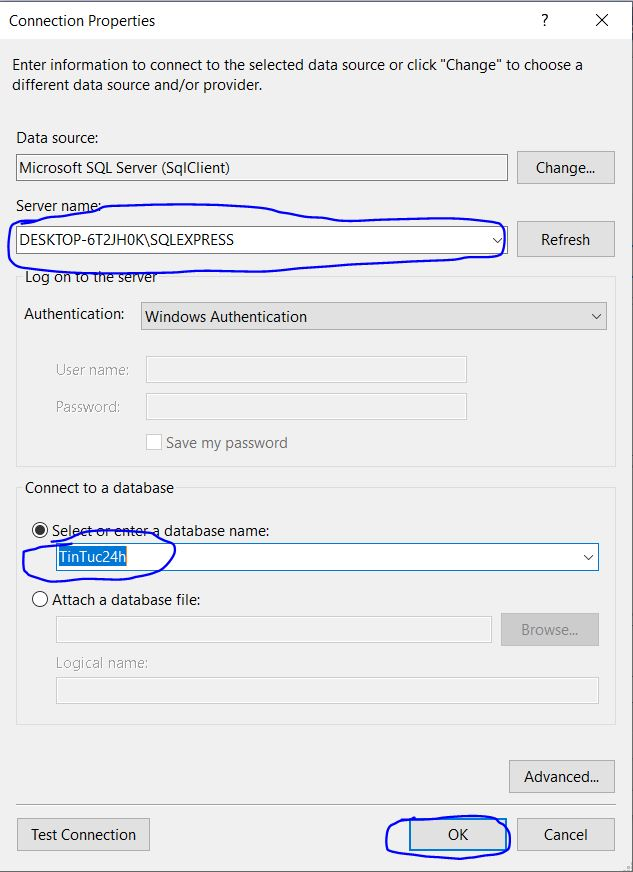 Connection Properties ?
Enter information to connect to the selected data source or click "Change" to choose a
different data source and/or provider.
Data source:
Microsoft SQL Server (SqlClient) Change...
Server name:
DESKTOP-6T2JH0K\SQLEXPRESS Refresh
Log on to the server
Authentication: Windows Authentication
User name:
Password:
Save my password
Connect to a database
Select or enter a database name:
TinTuc24h
Attach a database file:
Browse...
Logical name:
Advanced...
Test Connection OK Cancel